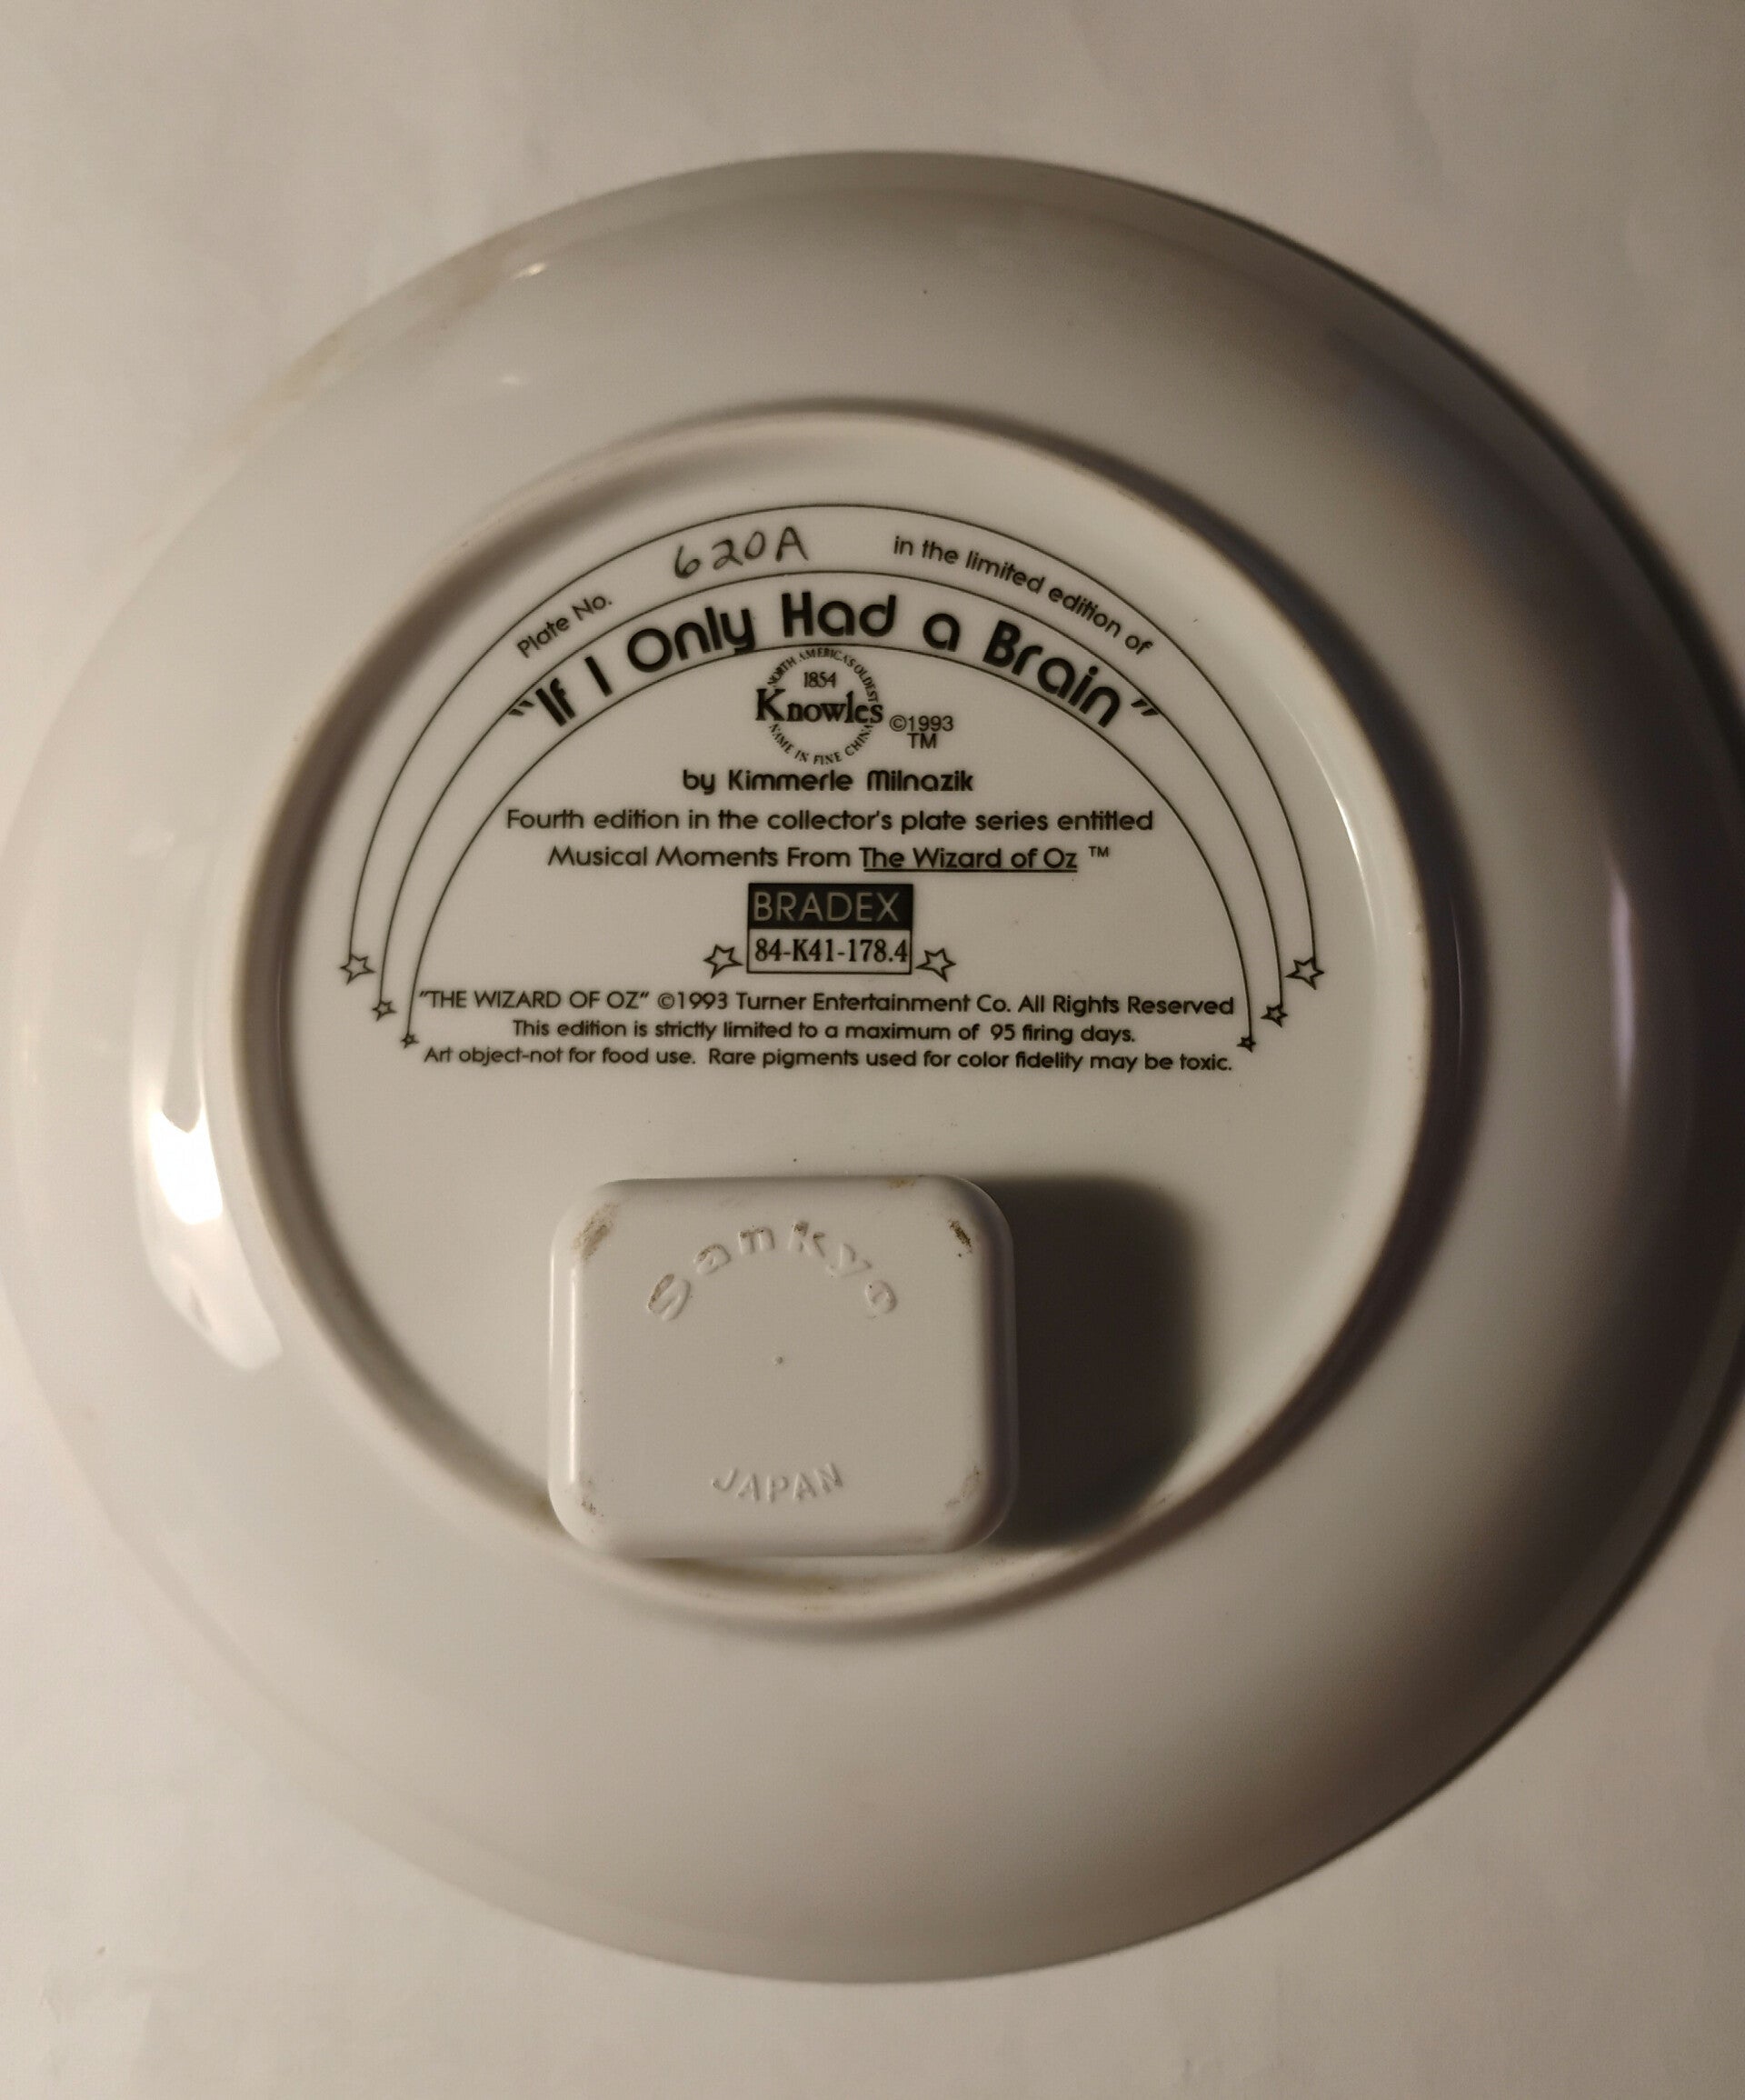 Plate No. 620A in the limited edition of
"If I Only Had a Brain"
NORTH AMERICA'S OLDEST
1854
Knowles
NAME IN FINE CHINA
©1993
TM
by Kimmerle Milnazik
Fourth edition in the collector's plate series entitled
Musical Moments From The Wizard of Oz ™
BRADEX
84-K41-178.4
"THE WIZARD OF OZ" ©1993 Turner Entertainment Co. All Rights Reserved
This edition is strictly limited to a maximum of 95 firing days.
Art object-not for food use. Rare pigments used for color fidelity may be toxic.
Sankyo
JAPAN